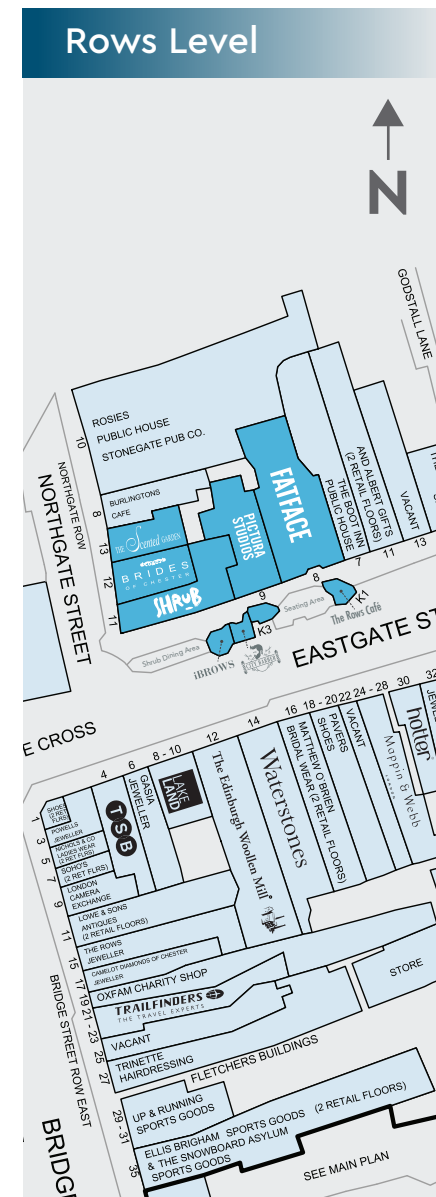 Rows Level
N
GODSTALL LANE
ROSIES
PUBLIC HOUSE
STONEGATE PUB CO.
10
NORTHGATE ROW
NORTHGATE STREET
BURLINGTONS
CAFE
8
THE Scented GARDEN
13
BRIDES
OF CHESTER
12
SHRUB
11
PICTURA
STUDIOS
FATFACE
THE BOOT INN
PUBLIC HOUSE
AND ALBERT GIFTS
(2 RETAIL FLOORS)
VACANT
9
8
7
11
13
Shrub Dining Area
Seating Area
K3
K1
iBROWS
CITY BARBER
The Rows Café
EASTGATE ST
E CROSS
4
6
8 - 10
12
14
16
18 - 20
22
24 - 28
30
32
SHOES
(2 RET
FLRS)
POWELLS
JEWELLER
NICHOLS & CO
LADIES WEAR
(2 RET FLRS)
SOHO'S
(2 RET FLRS)
LONDON
CAMERA
EXCHANGE
LOWE & SONS
ANTIQUES
(2 RETAIL FLOORS)
THE ROWS
JEWELLER
CAMELOT DIAMONDS OF CHESTER
JEWELLER
OXFAM CHARITY SHOP
TRAILFINDERS
THE TRAVEL EXPERTS
VACANT
TRINETTE
HAIRDRESSING
1
3
5
7
9
11
15
17
19
21 - 23
25
27
29 - 31
35
TSB
GASIA
JEWELLER
LAKE
LAND
The Edinburgh Woollen Mill
Waterstones
MATTHEW O'BRIEN
BRIDAL WEAR (2 RETAIL FLOORS)
PAVERS
SHOES
VACANT
Mappin & Webb
hotter
JEWE
STORE
BRIDGE STREET ROW EAST
BRIDG
FLETCHERS BUILDINGS
UP & RUNNING
SPORTS GOODS
ELLIS BRIGHAM SPORTS GOODS (2 RETAIL FLOORS)
& THE SNOWBOARD ASYLUM
SPORTS GOODS
SEE MAIN PLAN